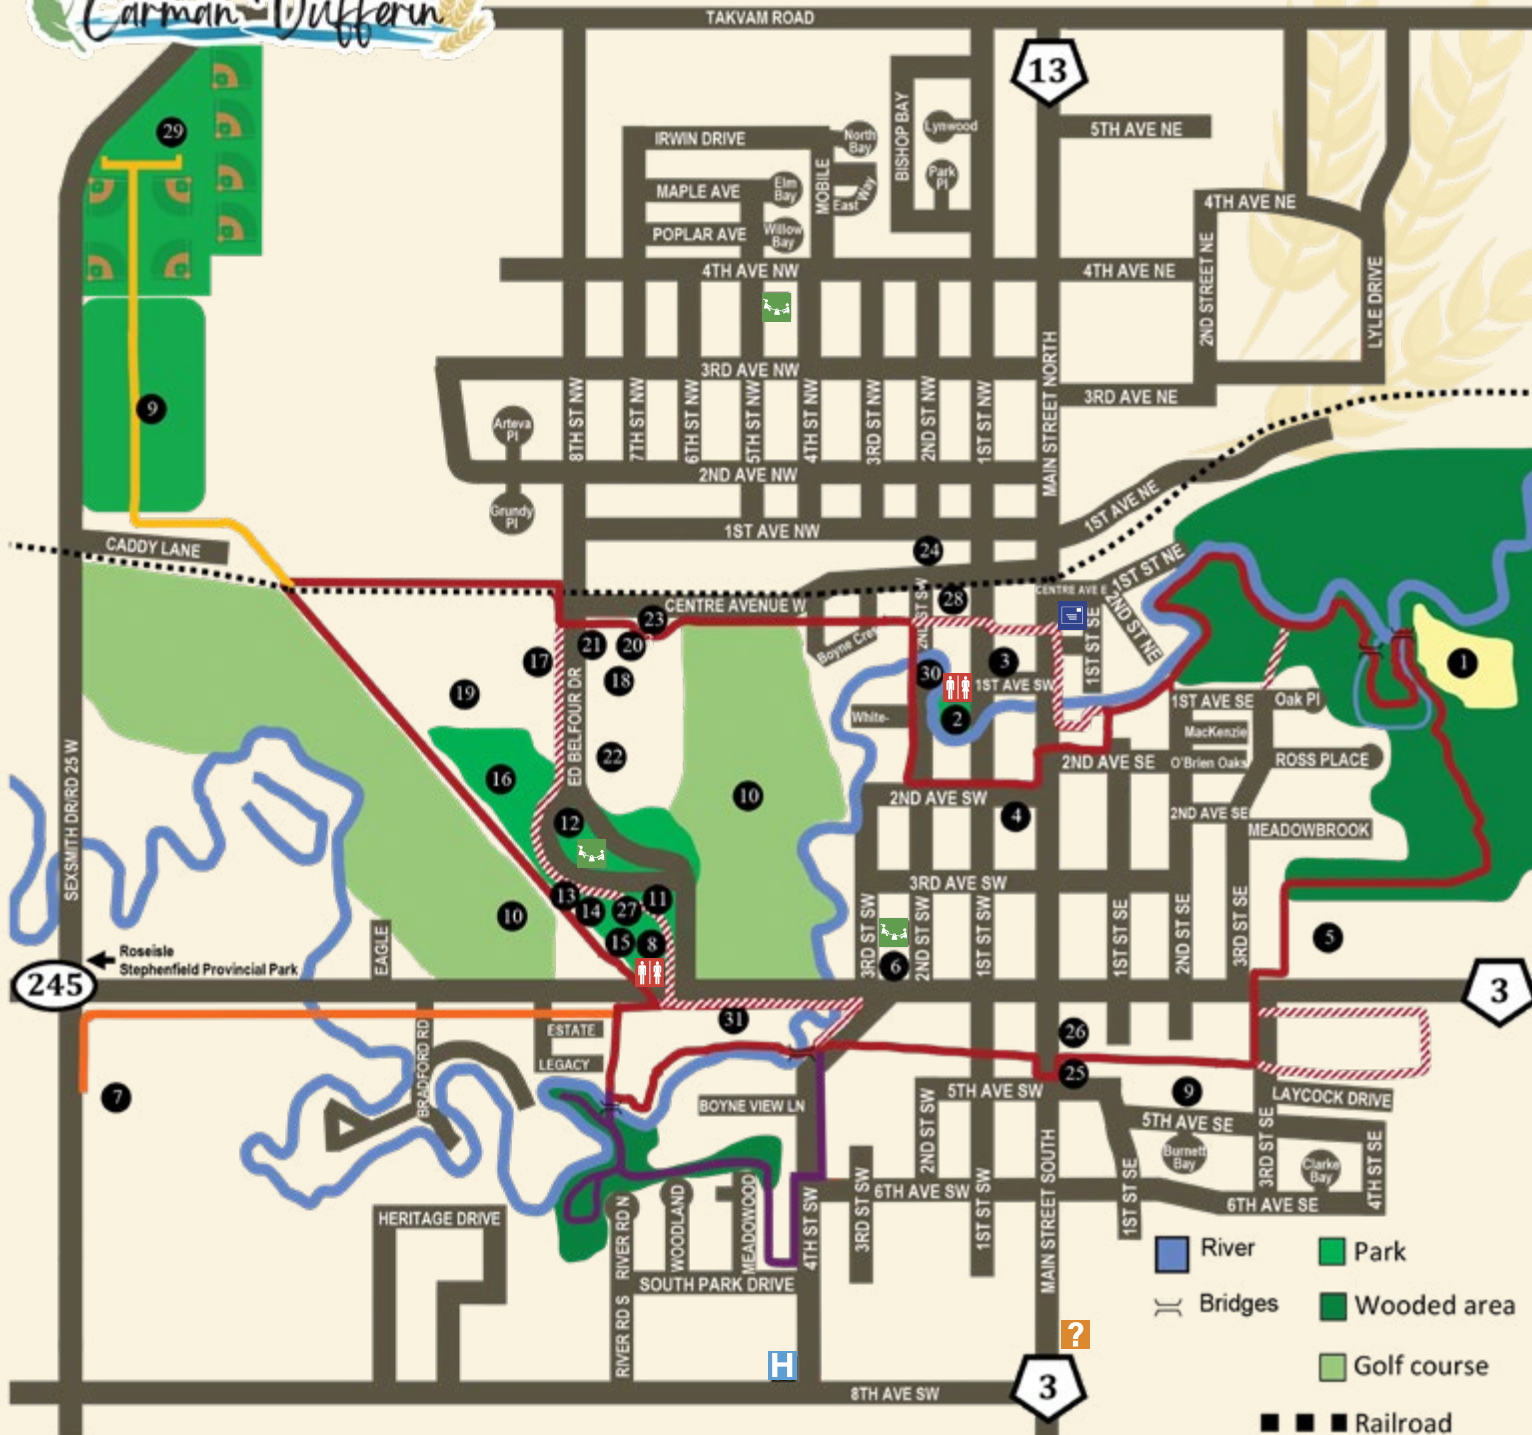 Carman Dufferin
TAKVAM ROAD
13
5TH AVE NE
IRWIN DRIVE
North
Bay
BISHOP BAY
Lynwood
Park
Pl
29
MAPLE AVE
Elm
Bay
MOBILE
East Way
POPLAR AVE
Willow
Bay
4TH AVE NE
4TH AVE NW
4TH AVE NE
2ND STREET NE
LYLE DRIVE
3RD AVE NW
3RD AVE NE
MAIN STREET NORTH
9
Arteva
Pl
8TH ST NW
7TH ST NW
6TH ST NW
5TH ST NW
4TH ST NW
3RD ST NW
2ND ST NW
1ST ST NW
2ND AVE NW
Grundy
Pl
1ST AVE NW
1ST AVE NE
CADDY LANE
24
1ST ST NE
CENTRE AVE E
2ND ST NE
CENTRE AVENUE W
28
23
21
20
Boyne Cres
2ND ST SW
1ST ST SE
17
18
19
30
3
1ST AVE SW
1
2
White-
1ST AVE SE
Oak Pl
MacKenzie
ED BELFOUR DR
22
2ND AVE SE
O'Brien Oaks
ROSS PLACE
16
10
2ND AVE SW
4
2ND AVE SE
MEADOWBROOK
12
SEXSMITH DR/RD 25 W
3RD AVE SW
13
14
27
11
10
15
8
3RD ST SW
2ND ST SW
1ST ST SW
1ST ST SE
2ND ST SE
3RD ST SE
5
EAGLE
6
Roseisle
Stephenfield Provincial Park
245
3
31
26
ESTATE
LEGACY
BRADFORD RD
25
7
9
5TH AVE SW
LAYCOCK DRIVE
BOYNE VIEW LN
5TH AVE SE
2ND ST SW
Burnett
Bay
3RD ST SE
Clarke
Bay
4TH ST SE
6TH AVE SW
6TH AVE SE
HERITAGE DRIVE
RIVER RD N
WOODLAND
MEADOWOOD
4TH ST SW
3RD ST SW
1ST ST SW
MAIN STREET SOUTH
1ST ST SE
SOUTH PARK DRIVE
RIVER RD S
River
Park
Bridges
Wooded area
?
H
Golf course
3
8TH AVE SW
Railroad